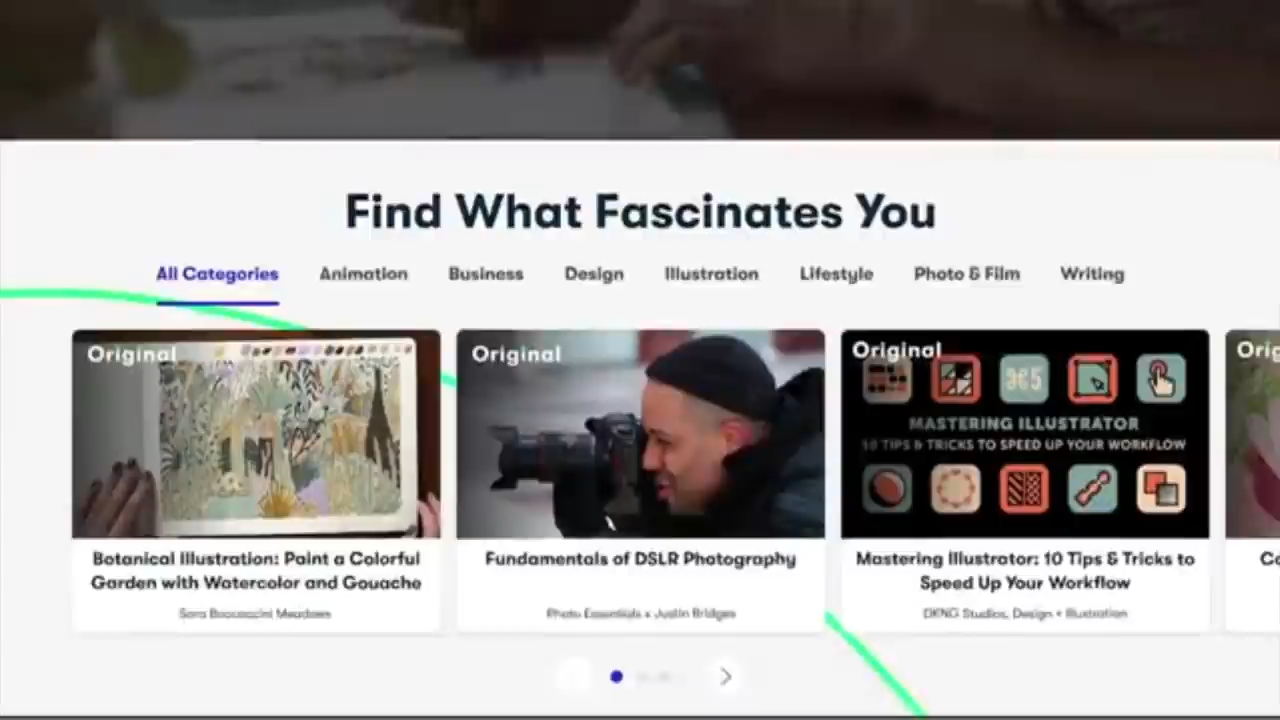 Find What Fascinates You
All Categories Animation Business Design Illustration Lifestyle Photo & Film Writing
Original
Botanical Illustration: Paint a Colorful
Garden with Watercolor and Gouache
Original
Fundamentals of DSLR Photography
Photo Essentials x Justin Bridges
Original
MASTERING ILLUSTRATOR
10 TIPS & TRICKS TO SPEED UP YOUR WORKFLOW
Mastering Illustrator: 10 Tips & Tricks to
Speed Up Your Workflow
DKNG Studios, Design + Illustration
Orig
Co